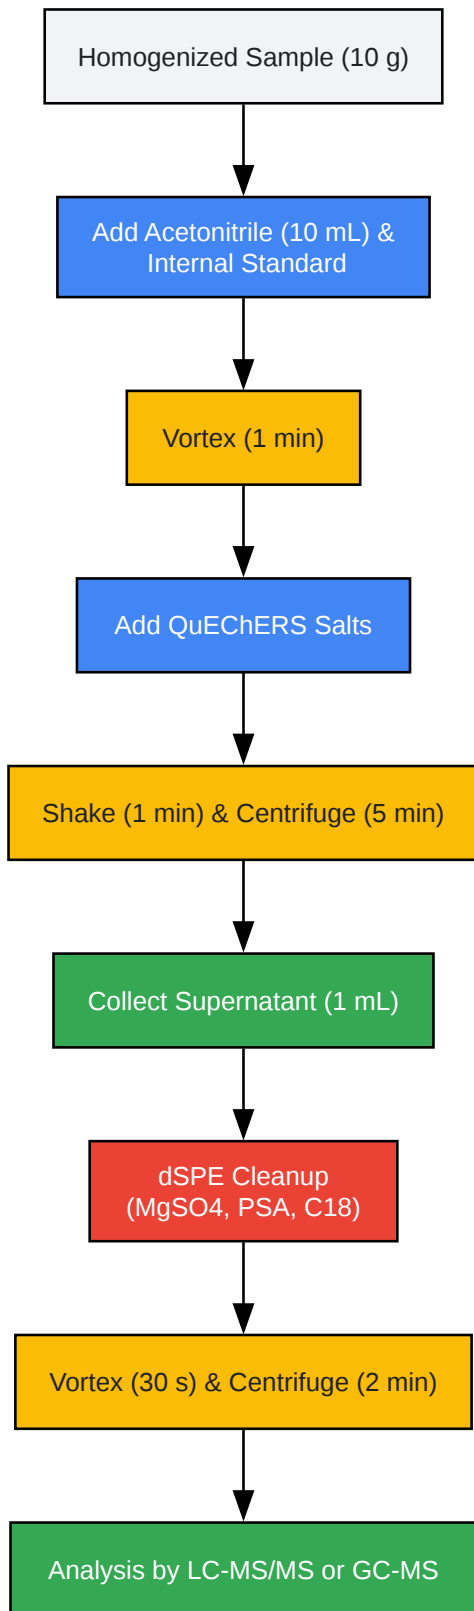 Homogenized Sample (10 g)
Add Acetonitrile (10 mL) &
Internal Standard
Vortex (1 min)
Add QuEChERS Salts
Shake (1 min) & Centrifuge (5 min)
Collect Supernatant (1 mL)
dSPE Cleanup
(MgSO4, PSA, C18)
Vortex (30 s) & Centrifuge (2 min)
Analysis by LC-MS/MS or GC-MS